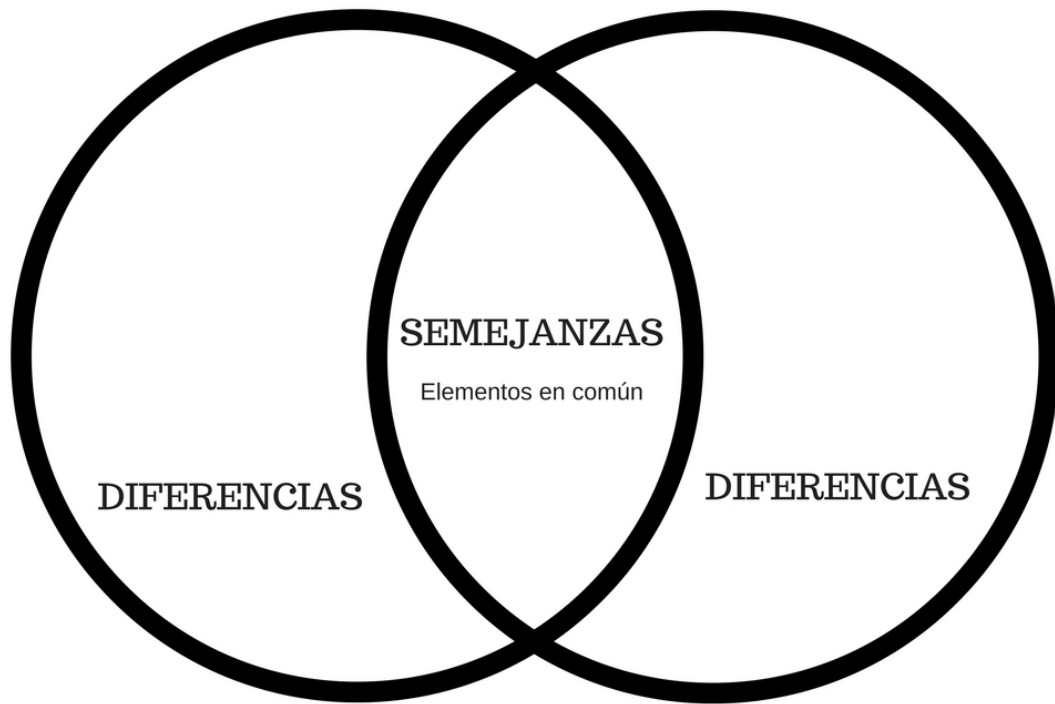 SEMEJANZAS
Elementos en común
DIFERENCIAS
DIFERENCIAS